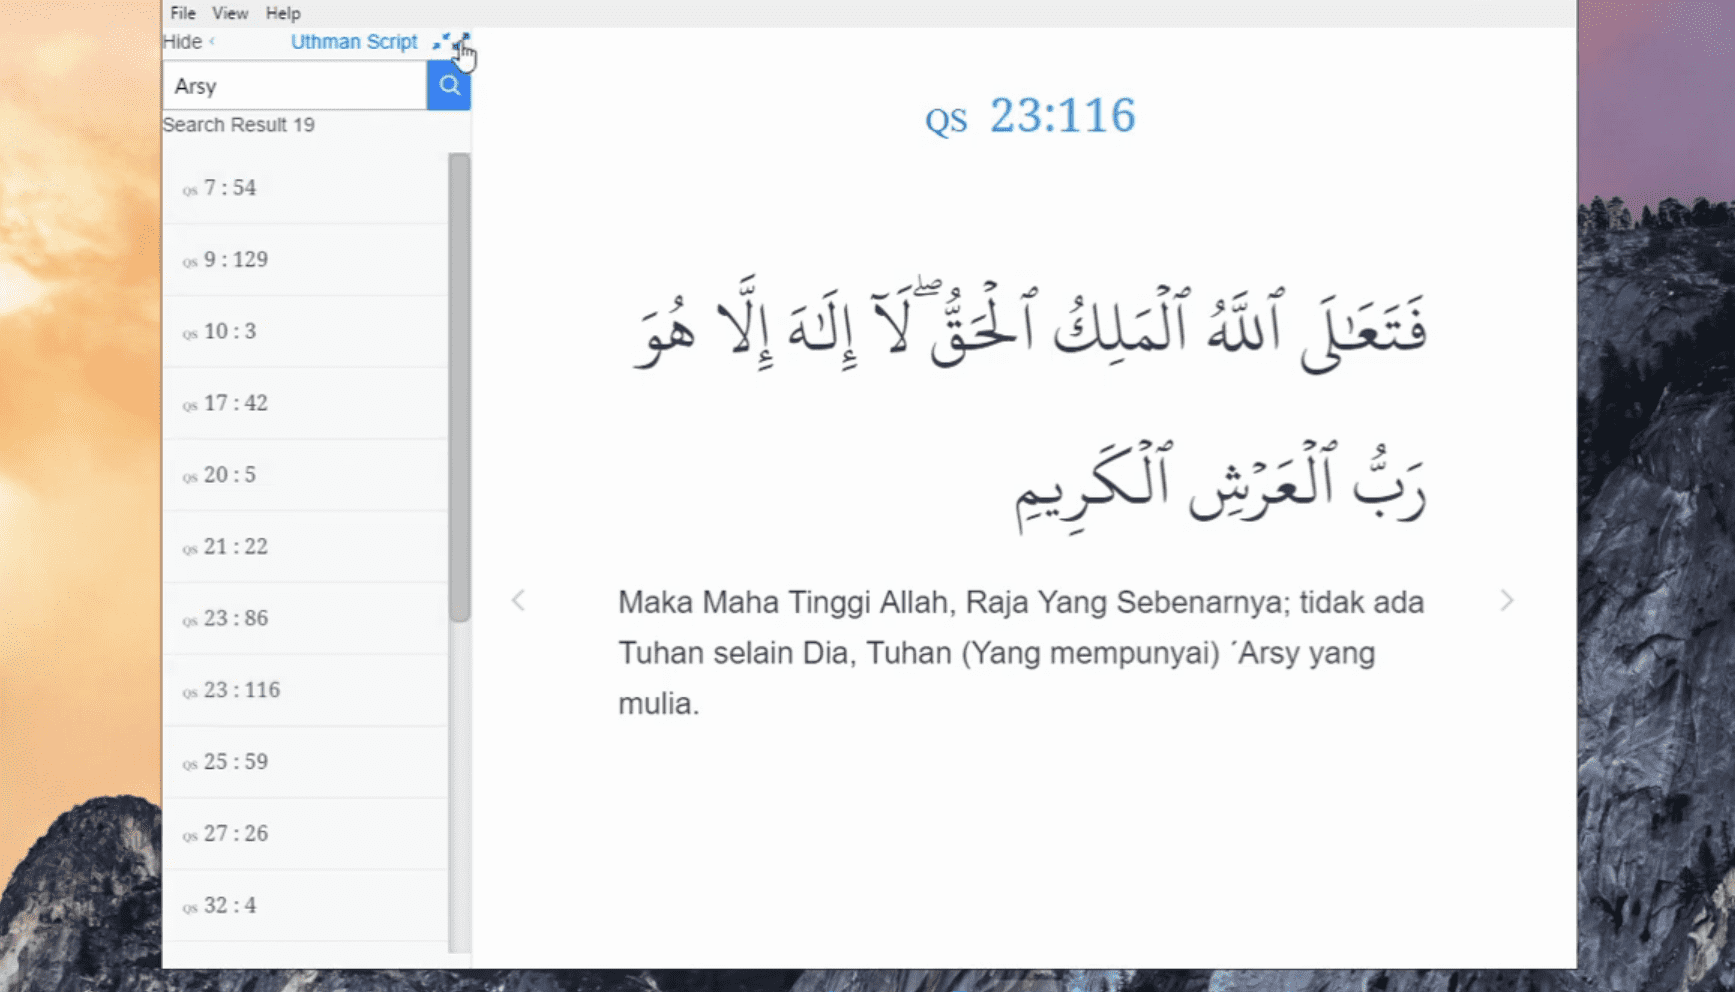 File View Help
Hide ‹ Uthman Script
Arsy
Search Result 19
QS 7 : 54
QS 9 : 129
QS 10 : 3
QS 17 : 42
QS 20 : 5
QS 21 : 22
QS 23 : 86
QS 23 : 116
QS 25 : 59
QS 27 : 26
QS 32 : 4
QS 23:116
فَتَعَـٰلَى ٱللَّهُ ٱلْمَلِكُ ٱلْحَقُّ ۖ لَآ إِلَـٰهَ إِلَّا هُوَ
رَبُّ ٱلْعَرْشِ ٱلْكَرِيمِ
Maka Maha Tinggi Allah, Raja Yang Sebenarnya; tidak ada
Tuhan selain Dia, Tuhan (Yang mempunyai) ´Arsy yang
mulia.